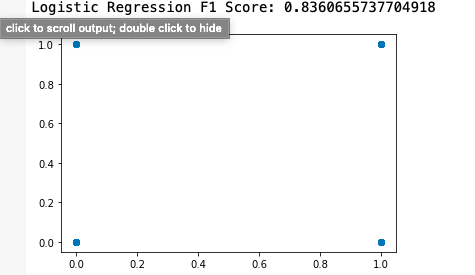 Logistic Regression F1 Score: 0.8360655737704918
click to scroll output; double click to hide
1.0
0.8
0.6
0.4
0.2
0.0
0.0 0.2 0.4 0.6 0.8 1.0